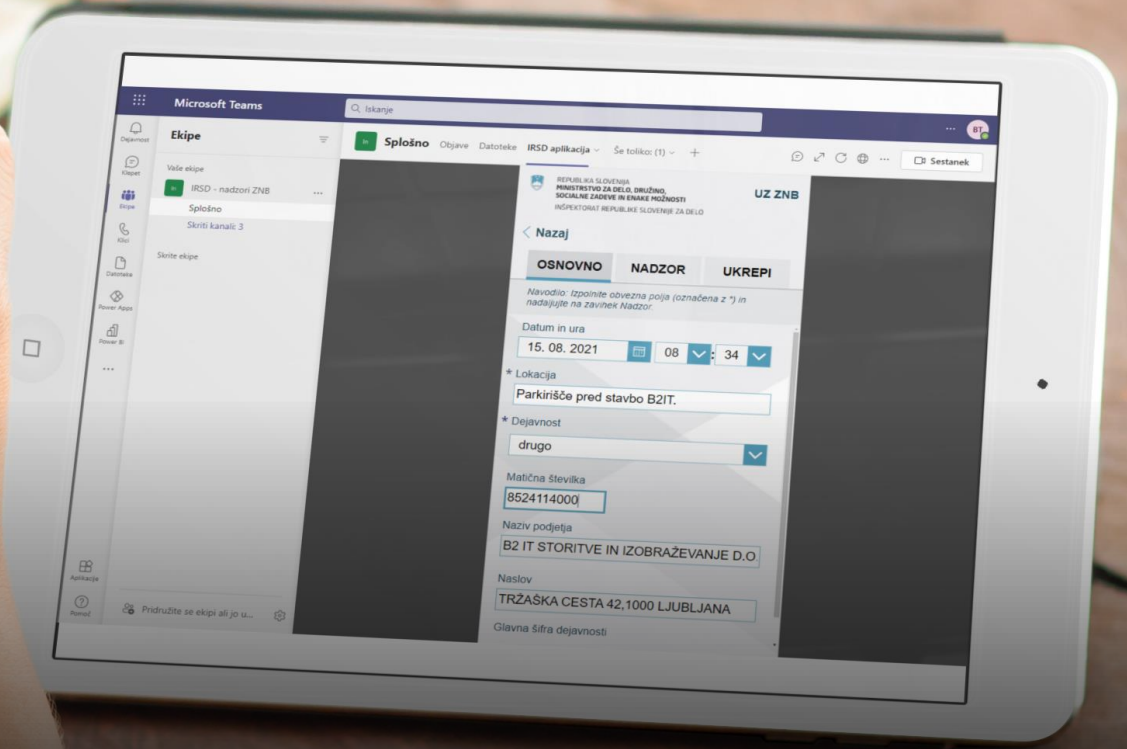 Microsoft Teams
Iskanje
BT
Dejavnost
Ekipe
Splošno
Objave
Datoteke
IRSD aplikacija
Še toliko: (1)
Sestanek
Klepet
Vaše ekipe
IRSD - nadzori ZNB
Ekipe
Splošno
Skriti kanali: 3
Klici
Skrite ekipe
Datoteke
Power Apps
Power BI
Aplikacije
Pomoč
Pridružite se ekipi ali jo u...
REPUBLIKA SLOVENIJA
MINISTRSTVO ZA DELO, DRUŽINO,
SOCIALNE ZADEVE IN ENAKE MOŽNOSTI
INŠPEKTORAT REPUBLIKE SLOVENIJE ZA DELO
UZ ZNB
< Nazaj
OSNOVNO NADZOR UKREPI
Navodilo: Izpolnite obvezna polja (označena z *) in
nadaljujte na zavihek Nadzor.
Datum in ura
15. 08. 2021 08 : 34
* Lokacija
Parkirišče pred stavbo B2IT.
* Dejavnost
drugo
Matična številka
8524114000
Naziv podjetja
B2 IT STORITVE IN IZOBRAŽEVANJE D.O
Naslov
TRŽAŠKA CESTA 42,1000 LJUBLJANA
Glavna šifra dejavnosti